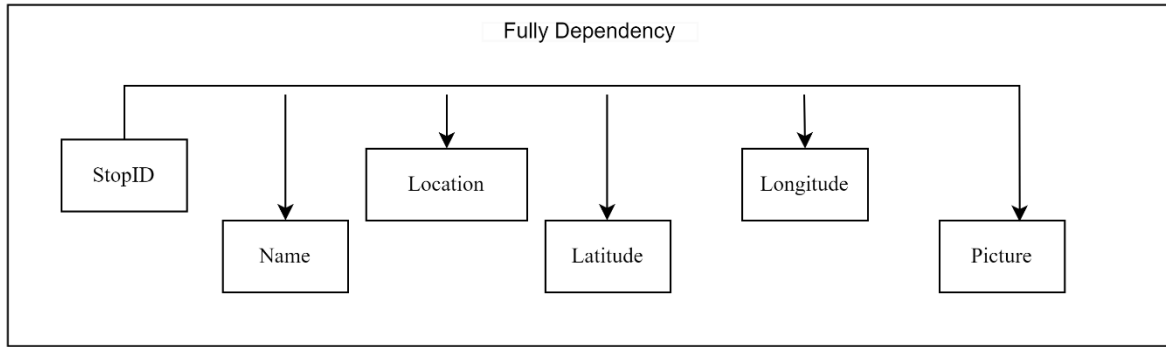 Fully Dependency
StopID
Location
Longitude
Name
Latitude
Picture